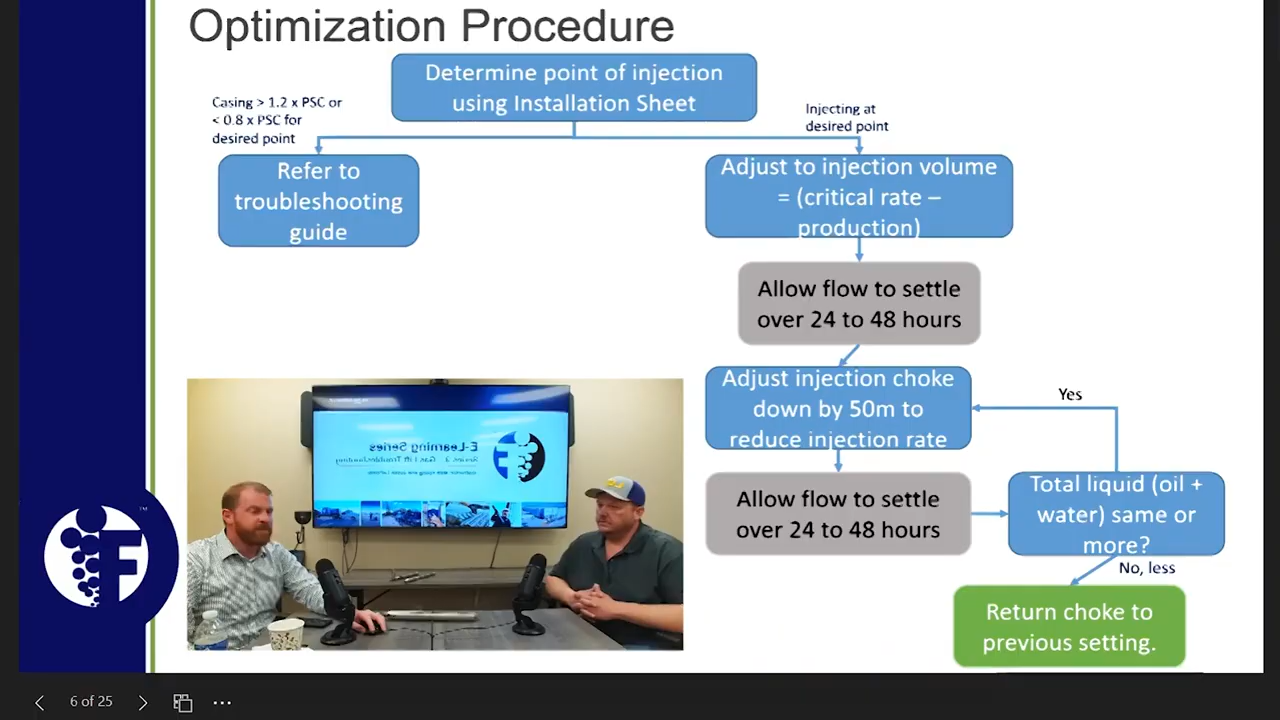 Optimization Procedure
Determine point of injection
using Installation Sheet
Casing > 1.2 x PSC or
< 0.8 x PSC for
desired point
Injecting at
desired point
Refer to
troubleshooting
guide
Adjust to injection volume
= (critical rate –
production)
Allow flow to settle
over 24 to 48 hours
Adjust injection choke
down by 50m to
reduce injection rate
Yes
Allow flow to settle
over 24 to 48 hours
Total liquid (oil +
water) same or
more?
No, less
Return choke to
previous setting.
E-Learning Series
Gas Lift Troubleshooting
F
TM
F
6 of 25